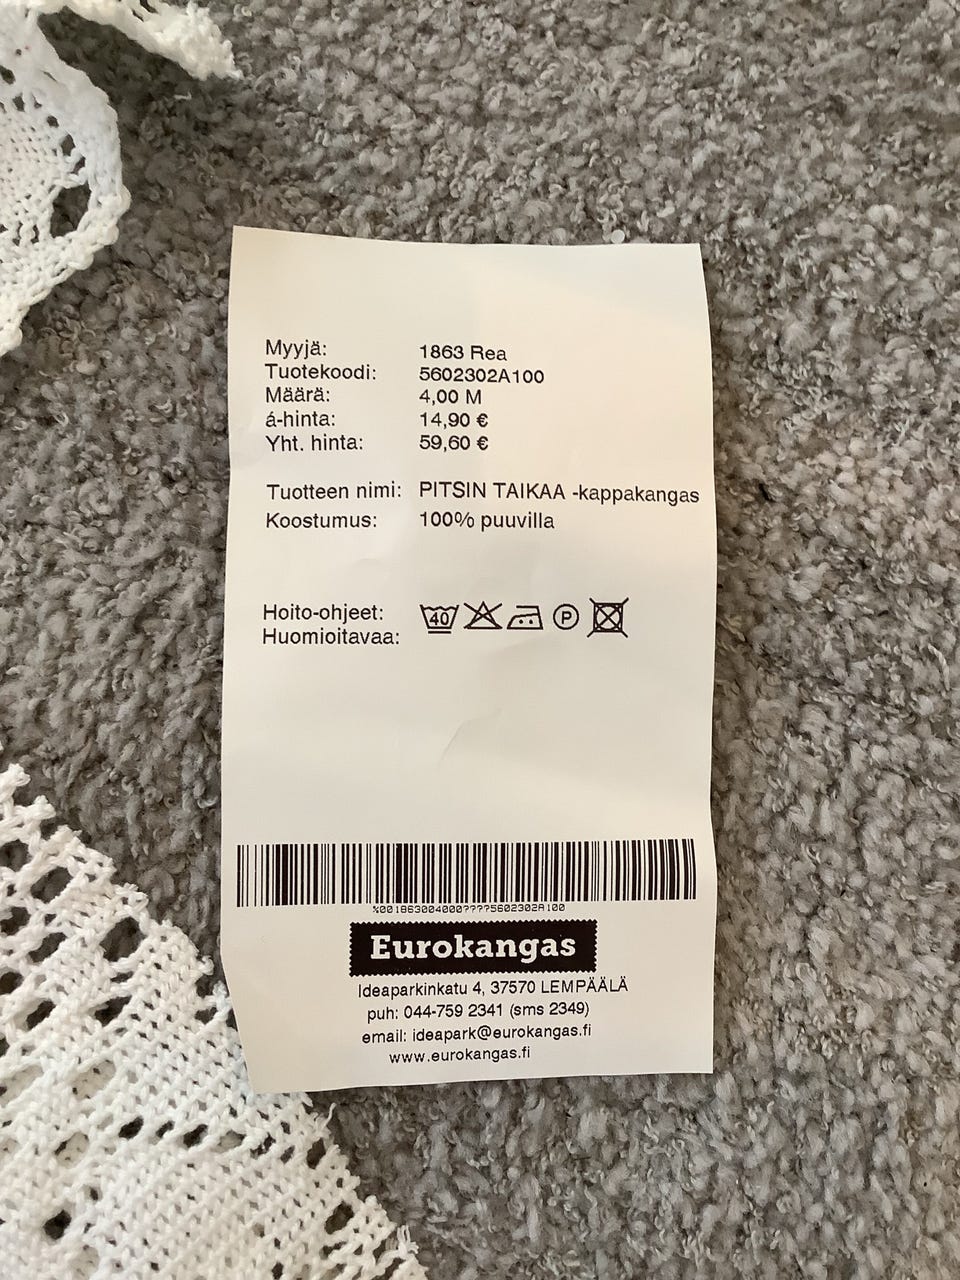 Myyjä: 1863 Rea
Tuotekoodi: 5602302A100
Määrä: 4,00 M
á-hinta: 14,90 €
Yht. hinta: 59,60 €
Tuotteen nimi: PITSIN TAIKAA -kappakangas
Koostumus: 100% puuvilla
Hoito-ohjeet: 40 P
Huomioitavaa:
%001863004000????5602302A100
Eurokangas
Ideaparkinkatu 4, 37570 LEMPÄÄLÄ
puh: 044-759 2341 (sms 2349)
email: ideapark@eurokangas.fi
www.eurokangas.fi